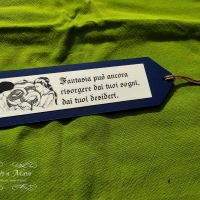 Fantasia può ancora
risorgere dai tuoi sogni,
dai tuoi desideri.